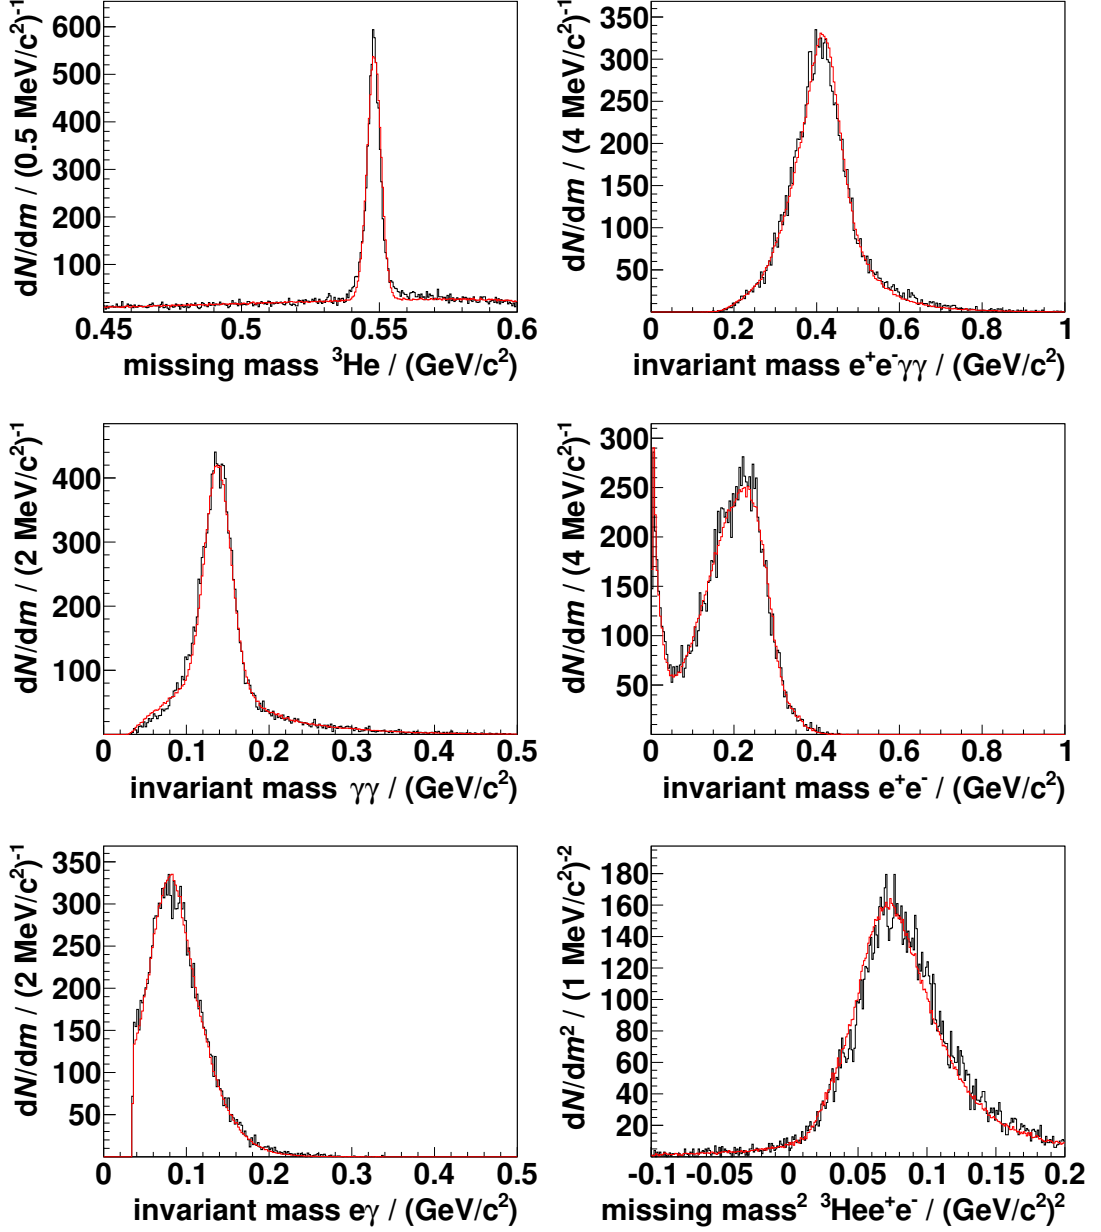 dN/dm / (0.5 MeV/c²)⁻¹
600
500
400
300
200
100
0.45 0.5 0.55 0.6
missing mass ³He / (GeV/c²)
dN/dm / (4 MeV/c²)⁻¹
350
300
250
200
150
100
50
0 0.2 0.4 0.6 0.8 1
invariant mass e⁺e⁻γγ / (GeV/c²)
dN/dm / (2 MeV/c²)⁻¹
400
300
200
100
0 0.1 0.2 0.3 0.4 0.5
invariant mass γγ / (GeV/c²)
dN/dm / (4 MeV/c²)⁻¹
300
250
200
150
100
50
0 0.2 0.4 0.6 0.8 1
invariant mass e⁺e⁻ / (GeV/c²)
dN/dm / (2 MeV/c²)⁻¹
350
300
250
200
150
100
50
0 0.1 0.2 0.3 0.4 0.5
invariant mass eγ / (GeV/c²)
dN/dm² / (1 MeV/c²)⁻²
180
160
140
120
100
80
60
40
20
-0.1 -0.05 0 0.05 0.1 0.15 0.2
missing mass² ³Hee⁺e⁻ / (GeV/c²)²